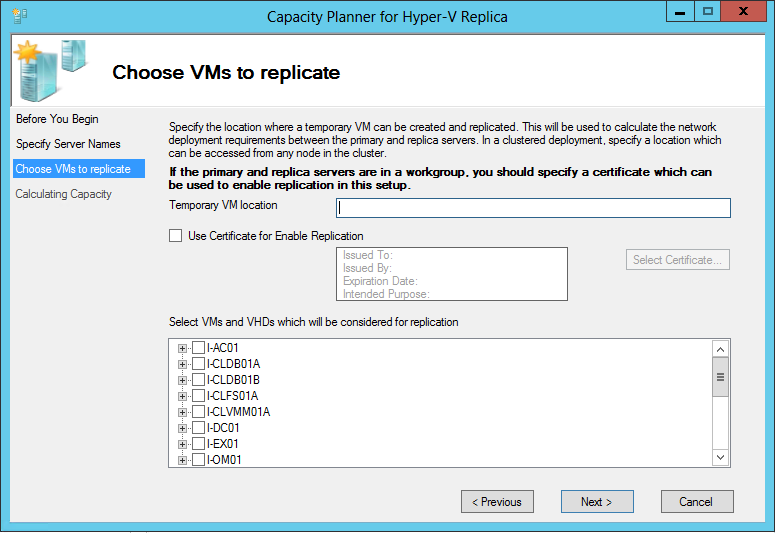 Capacity Planner for Hyper-V Replica
Choose VMs to replicate
Before You Begin
Specify Server Names
Choose VMs to replicate
Calculating Capacity
Specify the location where a temporary VM can be created and replicated. This will be used to calculate the network
deployment requirements between the primary and replica servers. In a clustered deployment, specify a location which
can be accessed from any node in the cluster.
If the primary and replica servers are in a workgroup, you should specify a certificate which can
be used to enable replication in this setup.
Temporary VM location
Use Certificate for Enable Replication
Issued To:
Issued By:
Expiration Date:
Intended Purpose:
Select Certificate...
Select VMs and VHDs which will be considered for replication
I-AC01
I-CLDB01A
I-CLDB01B
I-CLFS01A
I-CLVMM01A
I-DC01
I-EX01
I-OM01
< Previous
Next >
Cancel